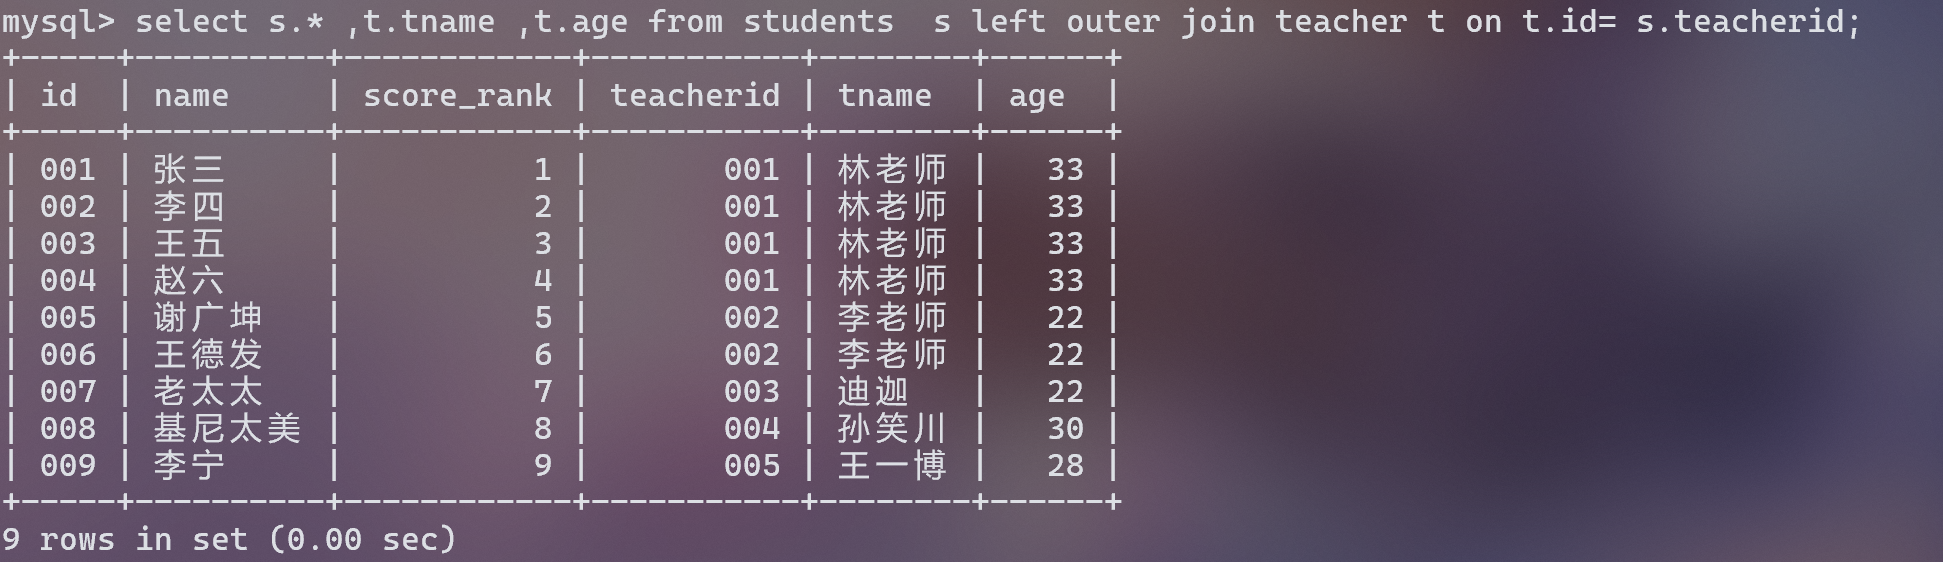 mysql> select s.* ,t.tname ,t.age from students  s left outer join teacher t on t.id= s.teacherid;
+-----+----------+------------+-----------+--------+------+
| id  | name     | score_rank | teacherid | tname  | age  |
+-----+----------+------------+-----------+--------+------+
| 001 | 张三     |          1 |       001 | 林老师 |   33 |
| 002 | 李四     |          2 |       001 | 林老师 |   33 |
| 003 | 王五     |          3 |       001 | 林老师 |   33 |
| 004 | 赵六     |          4 |       001 | 林老师 |   33 |
| 005 | 谢广坤   |          5 |       002 | 李老师 |   22 |
| 006 | 王德发   |          6 |       002 | 李老师 |   22 |
| 007 | 老太太   |          7 |       003 | 迪迦   |   22 |
| 008 | 基尼太美 |          8 |       004 | 孙笑川 |   30 |
| 009 | 李宁     |          9 |       005 | 王一博 |   28 |
+-----+----------+------------+-----------+--------+------+
9 rows in set (0.00 sec)